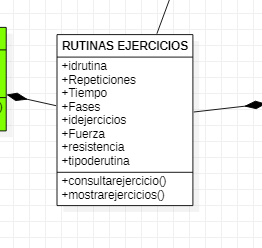 RUTINAS EJERCICIOS
+idrutina
+Repeticiones
+Tiempo
+Fases
+idejercicios
+Fuerza
+resistencia
+tipoderutina
+consultarejercicio()
+mostrarejercicios()
)